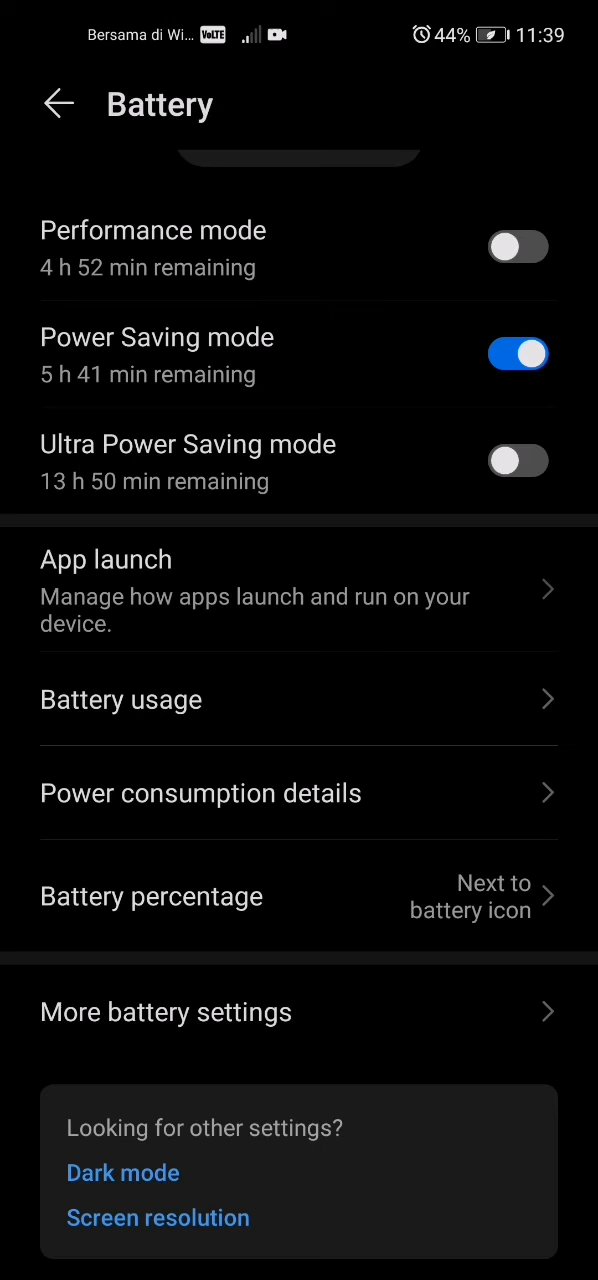 Bersama di Wi... VoLTE 44% 11:39
Battery
Performance mode
4 h 52 min remaining
Power Saving mode
5 h 41 min remaining
Ultra Power Saving mode
13 h 50 min remaining
App launch
Manage how apps launch and run on your
device.
Battery usage
Power consumption details
Battery percentage
Next to
battery icon
More battery settings
Looking for other settings?
Dark mode
Screen resolution